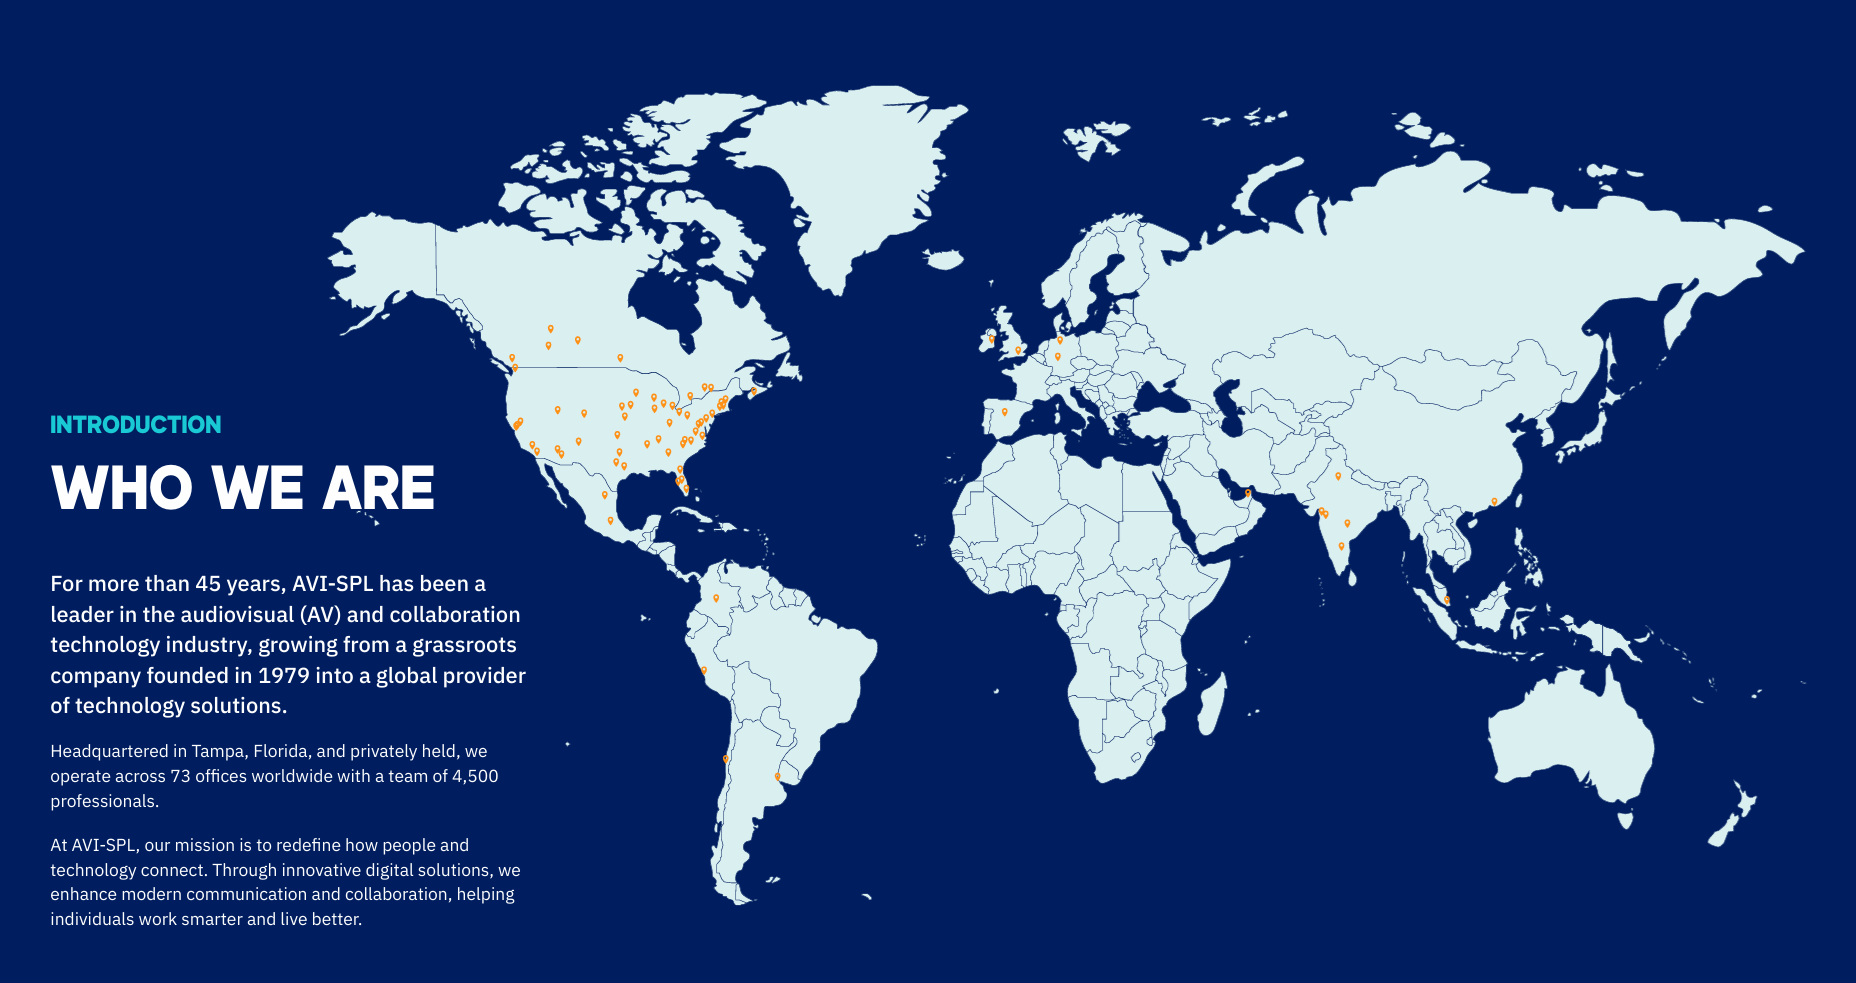 INTRODUCTION
WHO WE ARE
For more than 45 years, AVI-SPL has been a
leader in the audiovisual (AV) and collaboration
technology industry, growing from a grassroots
company founded in 1979 into a global provider
of technology solutions.
Headquartered in Tampa, Florida, and privately held, we
operate across 73 offices worldwide with a team of 4,500
professionals.
At AVI-SPL, our mission is to redefine how people and
technology connect. Through innovative digital solutions, we
enhance modern communication and collaboration, helping
individuals work smarter and live better.